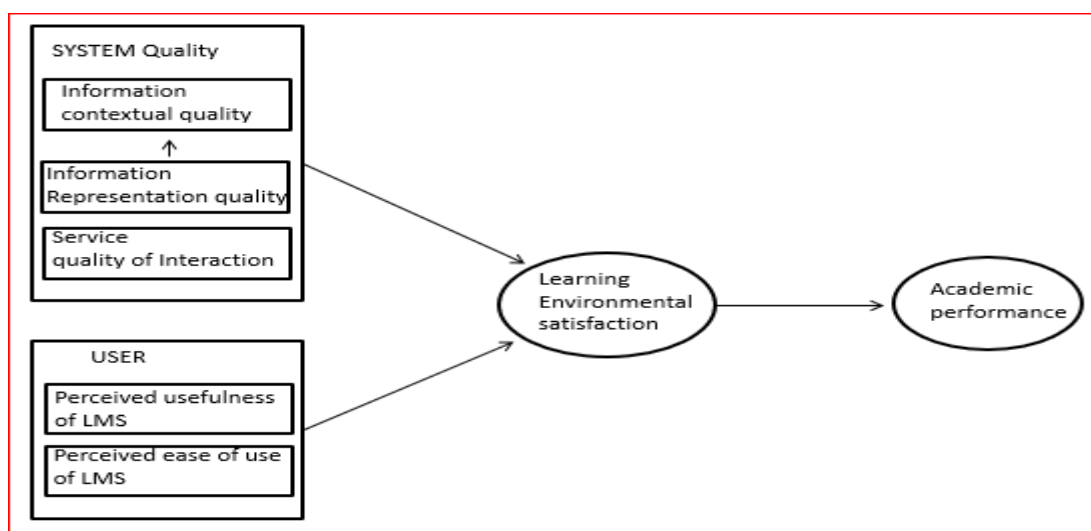 SYSTEM Quality
Information
contextual quality
Information
Representation quality
Service
quality of Interaction
Learning
Environmental
satisfaction
Academic
performance
USER
Perceived usefulness
of LMS
Perceived ease of use
of LMS